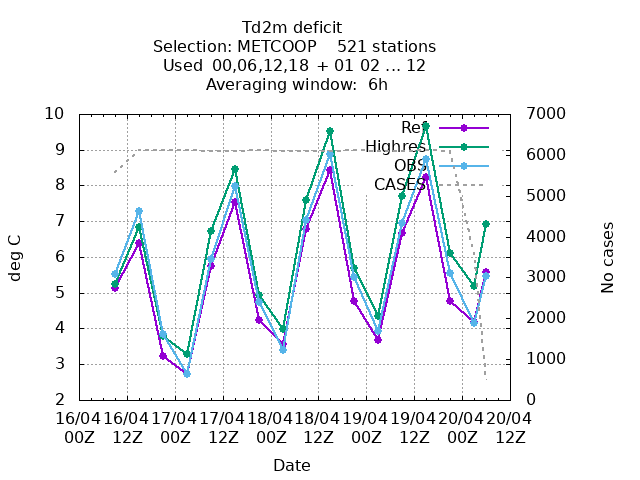 Td2m deficit
Selection: METCOOP    521 stations
Used  00,06,12,18  + 01 02 ... 12
Averaging window:  6h
10
9
8
7
6
5
4
3
2
deg C
7000
6000
5000
4000
3000
2000
1000
0
No cases
Ref
Highres
OBS
CASES
16/04 16/04 17/04 17/04 18/04 18/04 19/04 19/04 20/04 20/04
00Z 12Z 00Z 12Z 00Z 12Z 00Z 12Z 00Z 12Z
Date